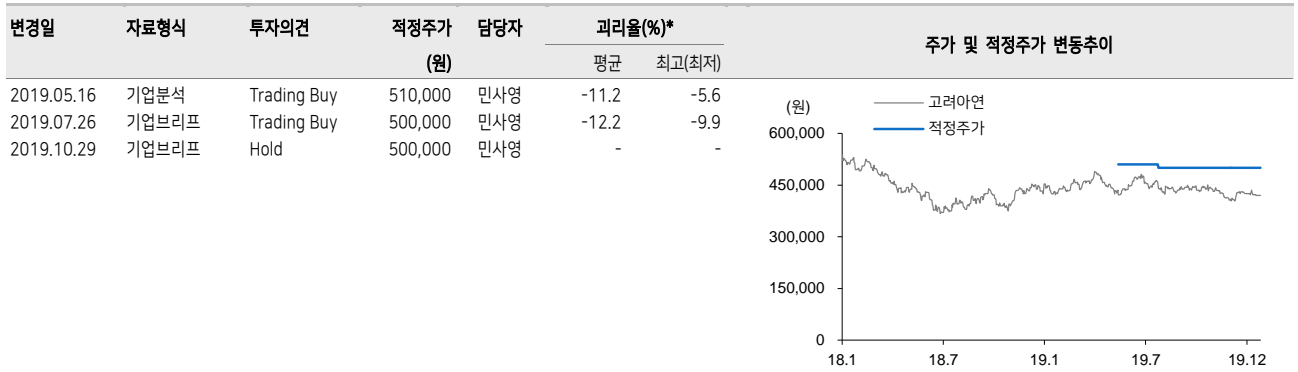 변경일 자료형식 투자의견 적정주가 담당자 괴리율(%)* 주가 및 적정주가 변동추이
(원) 평균 최고(최저)
2019.05.16 기업분석 Trading Buy 510,000 민사영 -11.2 -5.6
2019.07.26 기업브리프 Trading Buy 500,000 민사영 -12.2 -9.9
2019.10.29 기업브리프 Hold 500,000 민사영 - -
(원)
고려아연
적정주가
600,000
450,000
300,000
150,000
0
18.1 18.7 19.1 19.7 19.12